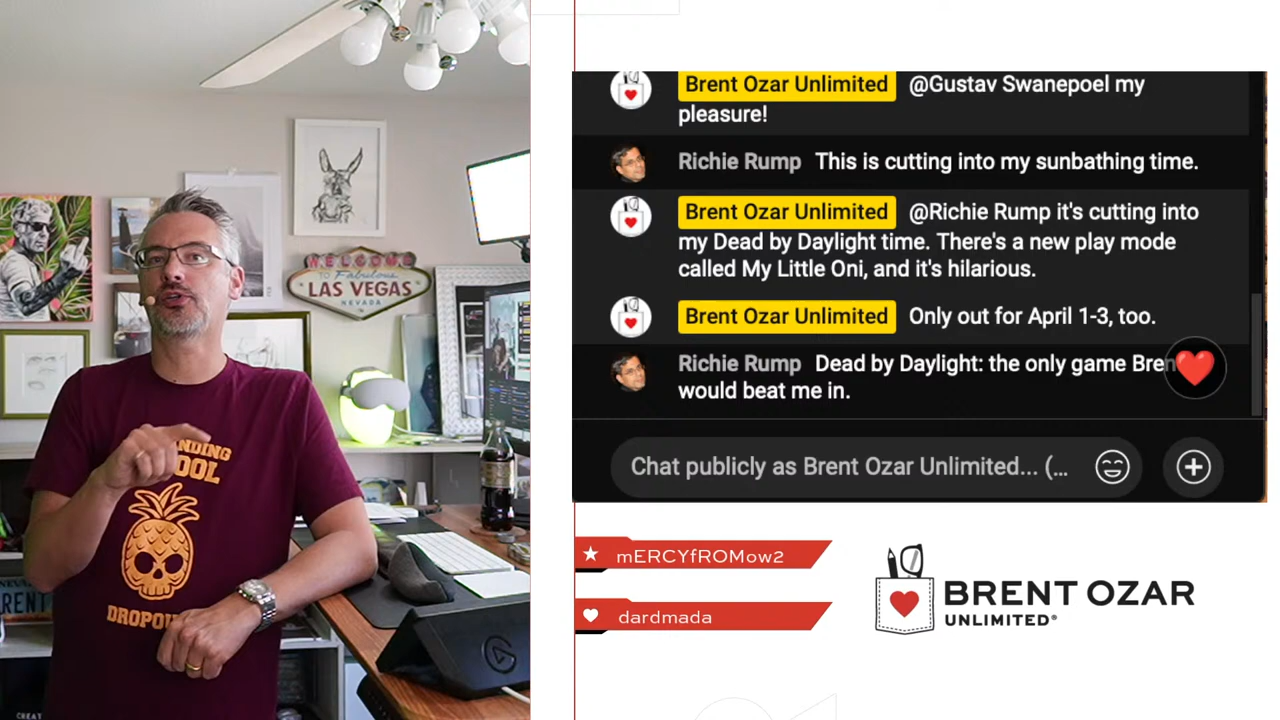 WELCOME
TO Fabulous
LAS VEGAS
NEVADA
DROPOU
Brent Ozar Unlimited @Gustav Swanepoel my
pleasure!
Richie Rump This is cutting into my sunbathing time.
Brent Ozar Unlimited @Richie Rump it's cutting into
my Dead by Daylight time. There's a new play mode
called My Little Oni, and it's hilarious.
Brent Ozar Unlimited Only out for April 1-3, too.
Richie Rump Dead by Daylight: the only game Bren
would beat me in.
Chat publicly as Brent Ozar Unlimited... (...
mERCYfROMow2
dardmada
BRENT OZAR
UNLIMITED®